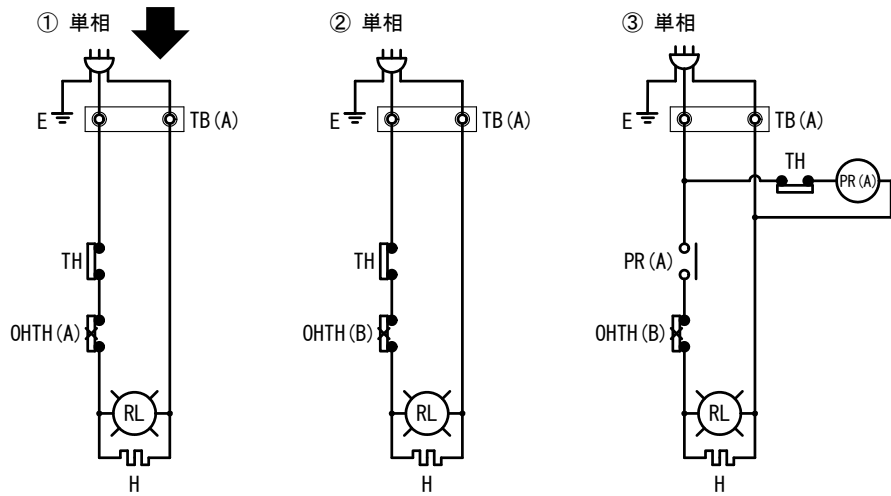 ① 単相
E
TB(A)
TH
OHTH(A)
RL
H
② 単相
E
TB(A)
TH
OHTH(B)
RL
H
③ 単相
E
TB(A)
TH
PR(A)
PR(A)
OHTH(B)
RL
H